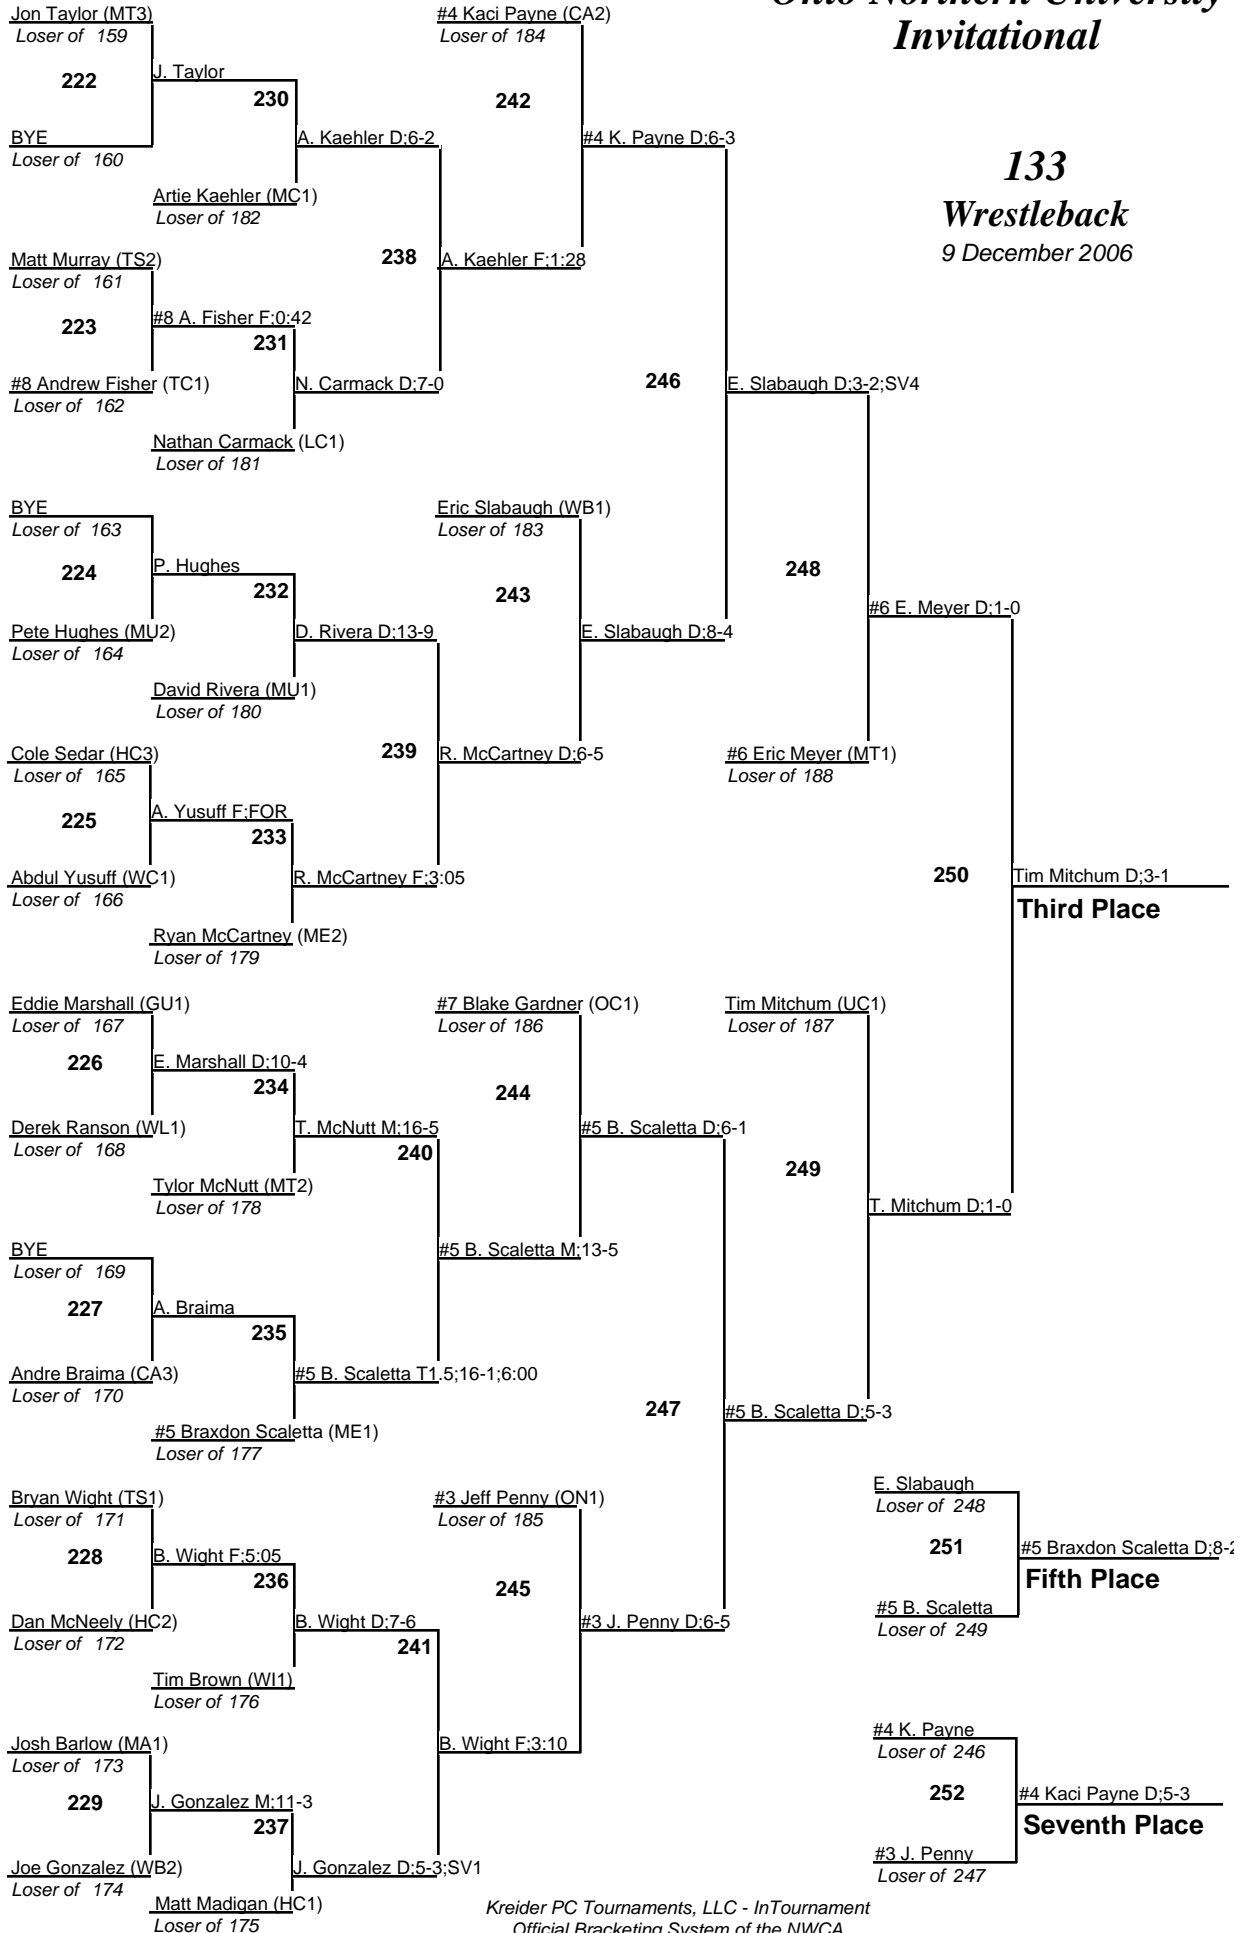 Ohio Northern University
Invitational
133
Wrestleback
9 December 2006
Jon Taylor (MT3)
Loser of 159
222
J. Taylor
BYE
Loser of 160
230
A. Kaehler D;6-2
Artie Kaehler (MC1)
Loser of 182
Matt Murray (TS2)
Loser of 161
223
#8 A. Fisher F;0:42
#8 Andrew Fisher (TC1)
Loser of 162
231
N. Carmack D;7-0
Nathan Carmack (LC1)
Loser of 181
238
A. Kaehler F;1:28
#4 Kaci Payne (CA2)
Loser of 184
242
#4 K. Payne D;6-3
BYE
Loser of 163
224
P. Hughes
Pete Hughes (MU2)
Loser of 164
232
D. Rivera D;13-9
David Rivera (MU1)
Loser of 180
Cole Sedar (HC3)
Loser of 165
225
A. Yusuff F;FOR
Abdul Yusuff (WC1)
Loser of 166
233
R. McCartney F;3:05
Ryan McCartney (ME2)
Loser of 179
239
R. McCartney D;6-5
Eric Slabaugh (WB1)
Loser of 183
243
E. Slabaugh D;8-4
246
E. Slabaugh D;3-2;SV4
248
#6 E. Meyer D;1-0
#6 Eric Meyer (MT1)
Loser of 188
250
Tim Mitchum D;3-1
Third Place
Eddie Marshall (GU1)
Loser of 167
226
E. Marshall D;10-4
Derek Ranson (WL1)
Loser of 168
234
T. McNutt M;16-5
Tylor McNutt (MT2)
Loser of 178
240
BYE
Loser of 169
227
A. Braima
Andre Braima (CA3)
Loser of 170
235
#5 B. Scaletta T1.5;16-1;6:00
#5 Braxdon Scaletta (ME1)
Loser of 177
#5 B. Scaletta M;13-5
#7 Blake Gardner (OC1)
Loser of 186
244
#5 B. Scaletta D;6-1
Tim Mitchum (UC1)
Loser of 187
249
T. Mitchum D;1-0
247
#5 B. Scaletta D;5-3
Bryan Wight (TS1)
Loser of 171
228
B. Wight F;5:05
Dan McNeely (HC2)
Loser of 172
236
B. Wight D;7-6
Tim Brown (WI1)
Loser of 176
241
Josh Barlow (MA1)
Loser of 173
229
J. Gonzalez M;11-3
Joe Gonzalez (WB2)
Loser of 174
237
J. Gonzalez D;5-3;SV1
Matt Madigan (HC1)
Loser of 175
B. Wight F;3:10
#3 Jeff Penny (ON1)
Loser of 185
245
#3 J. Penny D;6-5
E. Slabaugh
Loser of 248
251
#5 Braxdon Scaletta D;8-2
Fifth Place
#5 B. Scaletta
Loser of 249
#4 K. Payne
Loser of 246
252
#4 Kaci Payne D;5-3
Seventh Place
#3 J. Penny
Loser of 247
Kreider PC Tournaments, LLC - InTournament
Official Bracketing System of the NWCA